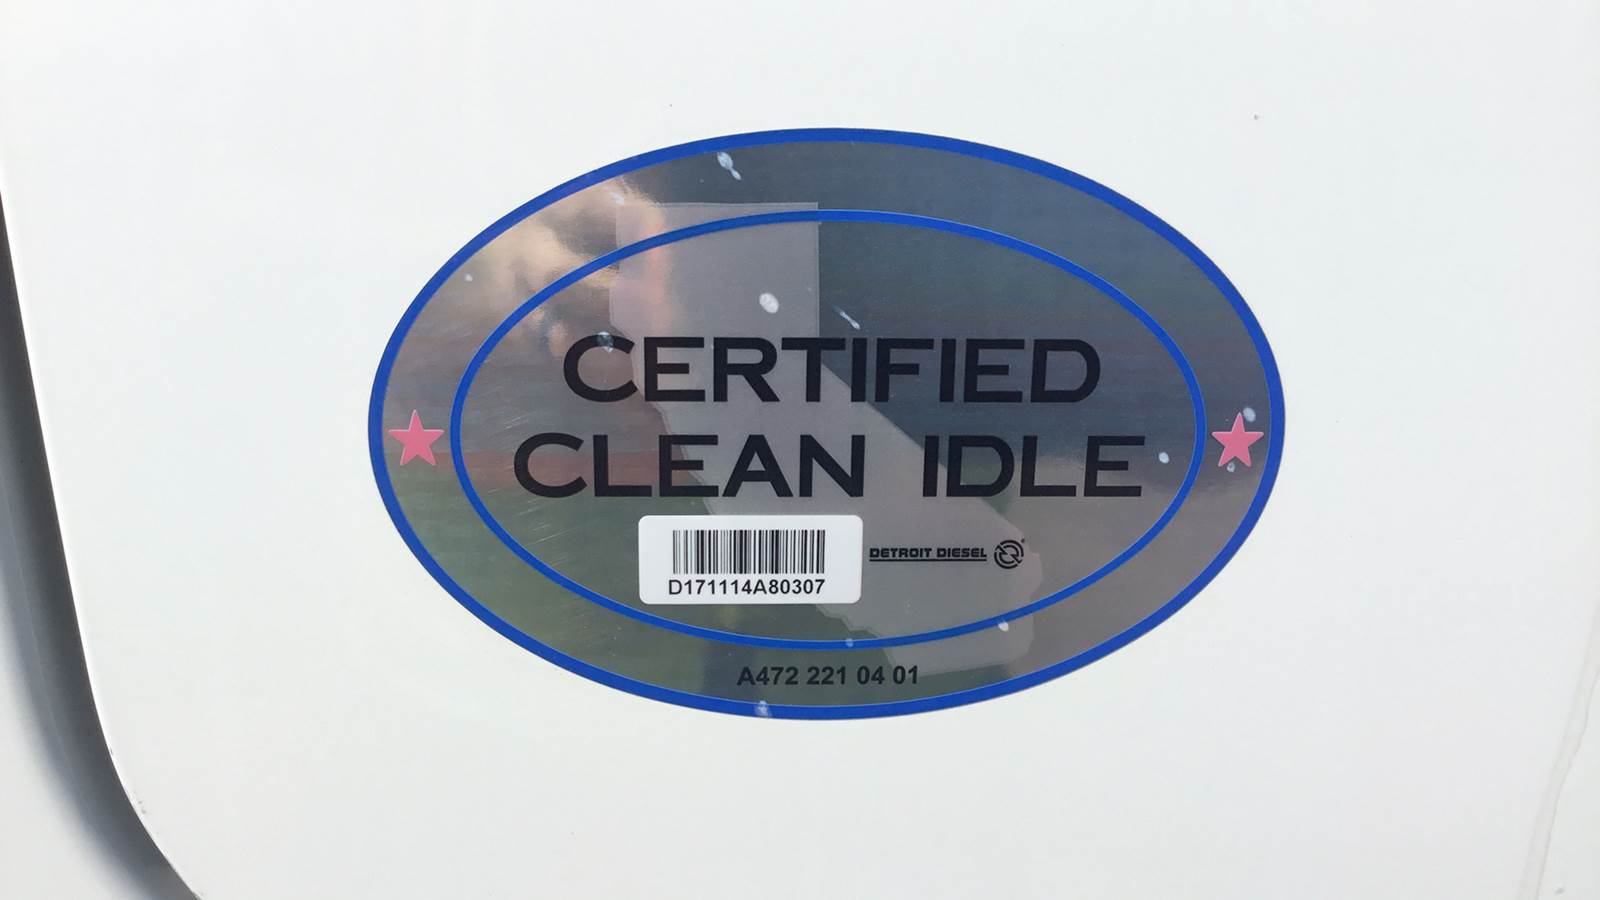 CERTIFIED
CLEAN IDLE
DETROIT DIESEL
D171114A80307
A472 221 04 01